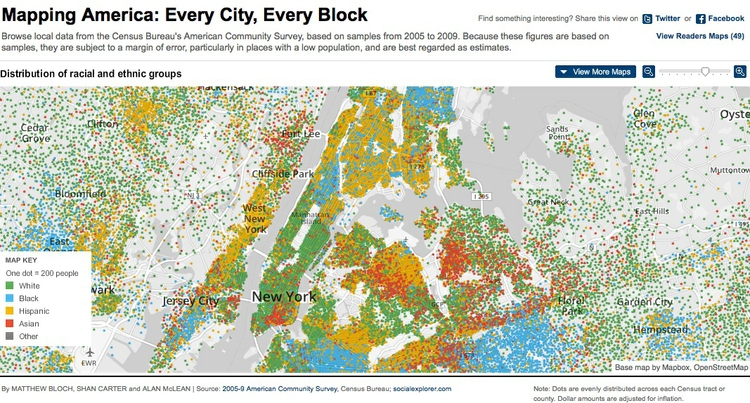 Mapping America: Every City, Every Block
Find something interesting? Share this view on Twitter or Facebook
Browse local data from the Census Bureau's American Community Survey, based on samples from 2005 to 2009. Because these figures are based on
samples, they are subject to a margin of error, particularly in places with a low population, and are best regarded as estimates.
View Readers Maps (49)
Distribution of racial and ethnic groups
View More Maps
Hackensack
I 87
Cedar
Grove
Clifton
Fort Lee
Sands
Point
Glen
Cove
Oyste
Cliffside Park
I 278
Muttontow
Bloomfield
I 295
Great Neck
West
New
York
Manhattan
Island
East Hills
East
MAP KEY
One dot = 200 people
White
Black
Hispanic
Asian
Other
wark
Jersey City
New York
Floral
Park
Garden City
Hempstead
EWR
Base map by Mapbox, OpenStreetMap
By MATTHEW BLOCH, SHAN CARTER and ALAN McLEAN | Source: 2005-9 American Community Survey, Census Bureau; socialexplorer.com
Note: Dots are evenly distributed across each Census tract or
county. Dollar amounts are adjusted for inflation.